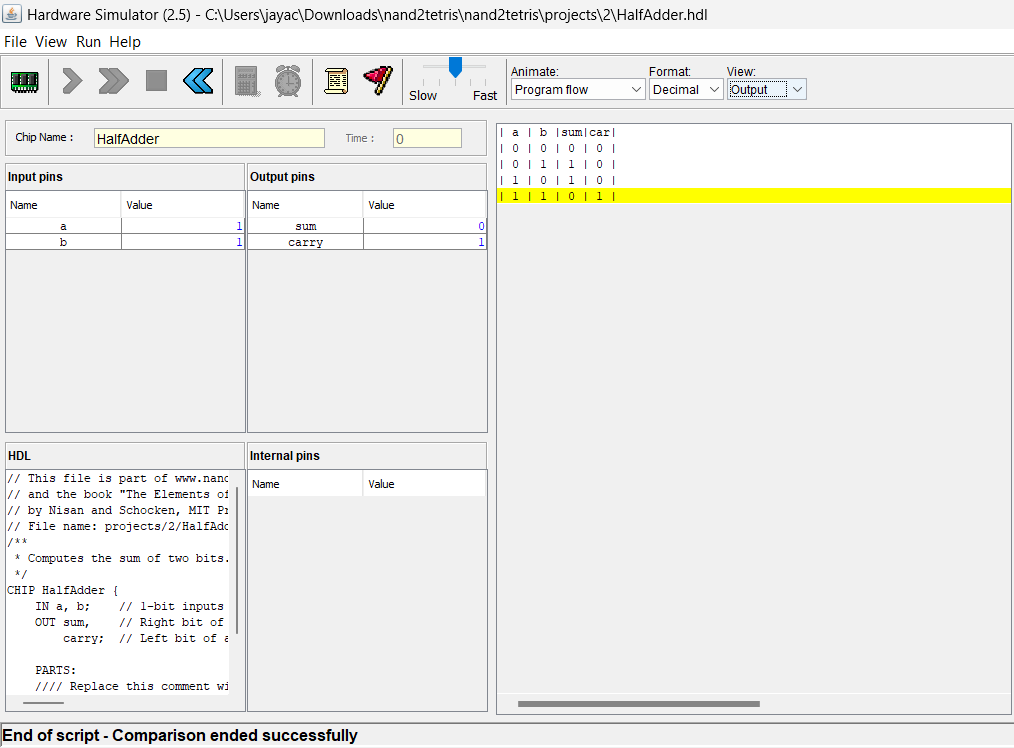 Hardware Simulator (2.5) - C:\Users\jayac\Downloads\nand2tetris\nand2tetris\projects\2\HalfAdder.hdl
File View Run Help
Slow Fast
Animate: Format: View:
Program flow Decimal Output
Chip Name : HalfAdder Time : 0
Input pins
Name Value
a 1
b 1
Output pins
Name Value
sum 0
carry 1
HDL
// This file is part of www.nand
// and the book "The Elements of
// by Nisan and Schocken, MIT Pr
// File name: projects/2/HalfAdd
/**
* Computes the sum of two bits.
*/
CHIP HalfAdder {
IN a, b; // 1-bit inputs
OUT sum, // Right bit of
carry; // Left bit of a
PARTS:
//// Replace this comment wi
Internal pins
Name Value
| a | b |sum|car|
| 0 | 0 | 0 | 0 |
| 0 | 1 | 1 | 0 |
| 1 | 0 | 1 | 0 |
| 1 | 1 | 0 | 1 |
End of script - Comparison ended successfully